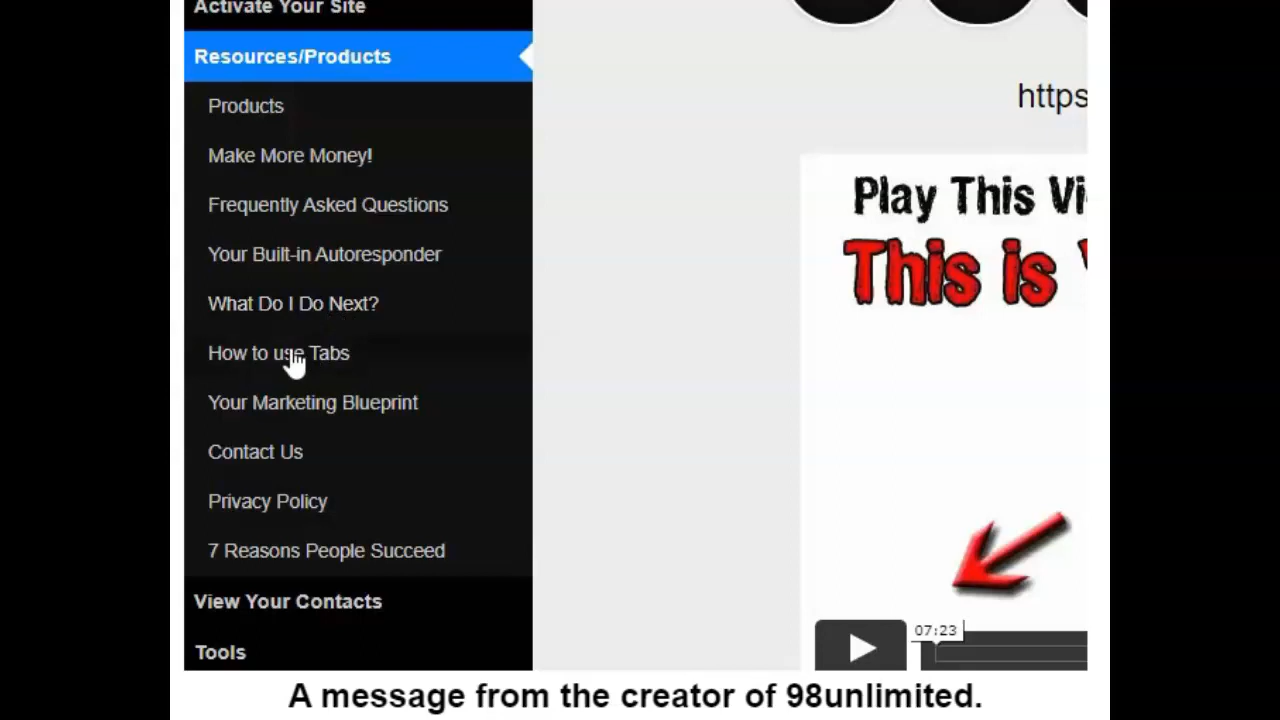 Activate Your Site
Resources/Products
Products
Make More Money!
Frequently Asked Questions
Your Built-in Autoresponder
What Do I Do Next?
How to use Tabs
Your Marketing Blueprint
Contact Us
Privacy Policy
7 Reasons People Succeed
View Your Contacts
Tools
https
Play This Vi
This is
07:23
A message from the creator of 98unlimited.